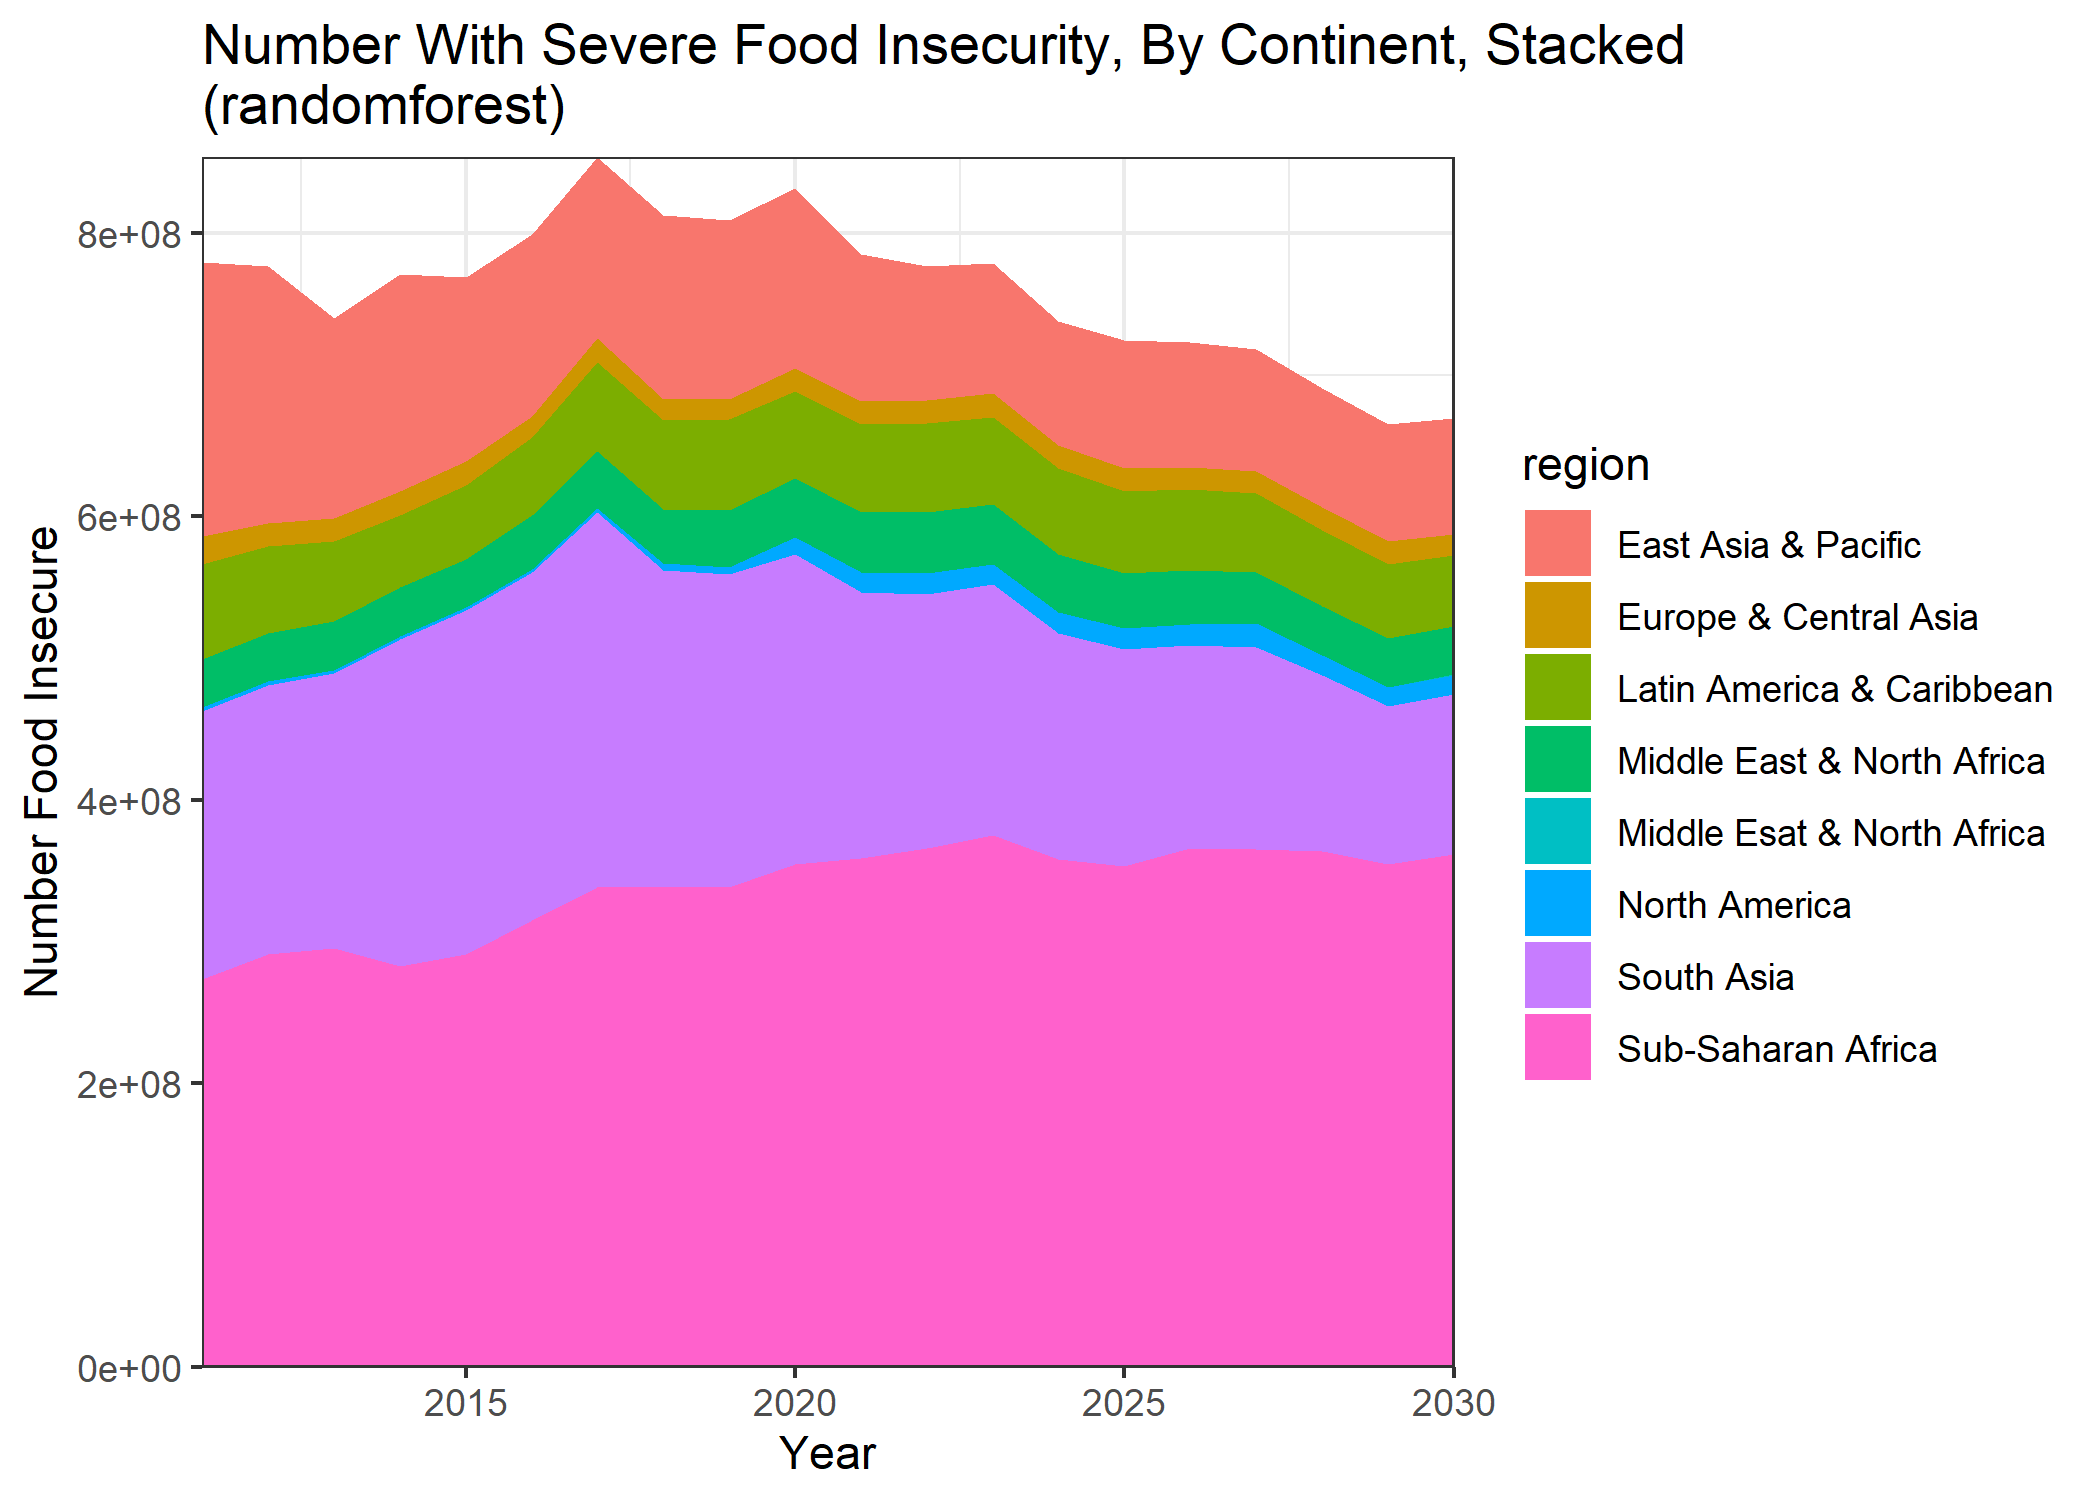 Number With Severe Food Insecurity, By Continent, Stacked
(randomforest)
8e+08
6e+08
4e+08
2e+08
0e+00
Number Food Insecure
2015
2020
2025
2030
Year
region
East Asia & Pacific
Europe & Central Asia
Latin America & Caribbean
Middle East & North Africa
Middle Esat & North Africa
North America
South Asia
Sub-Saharan Africa